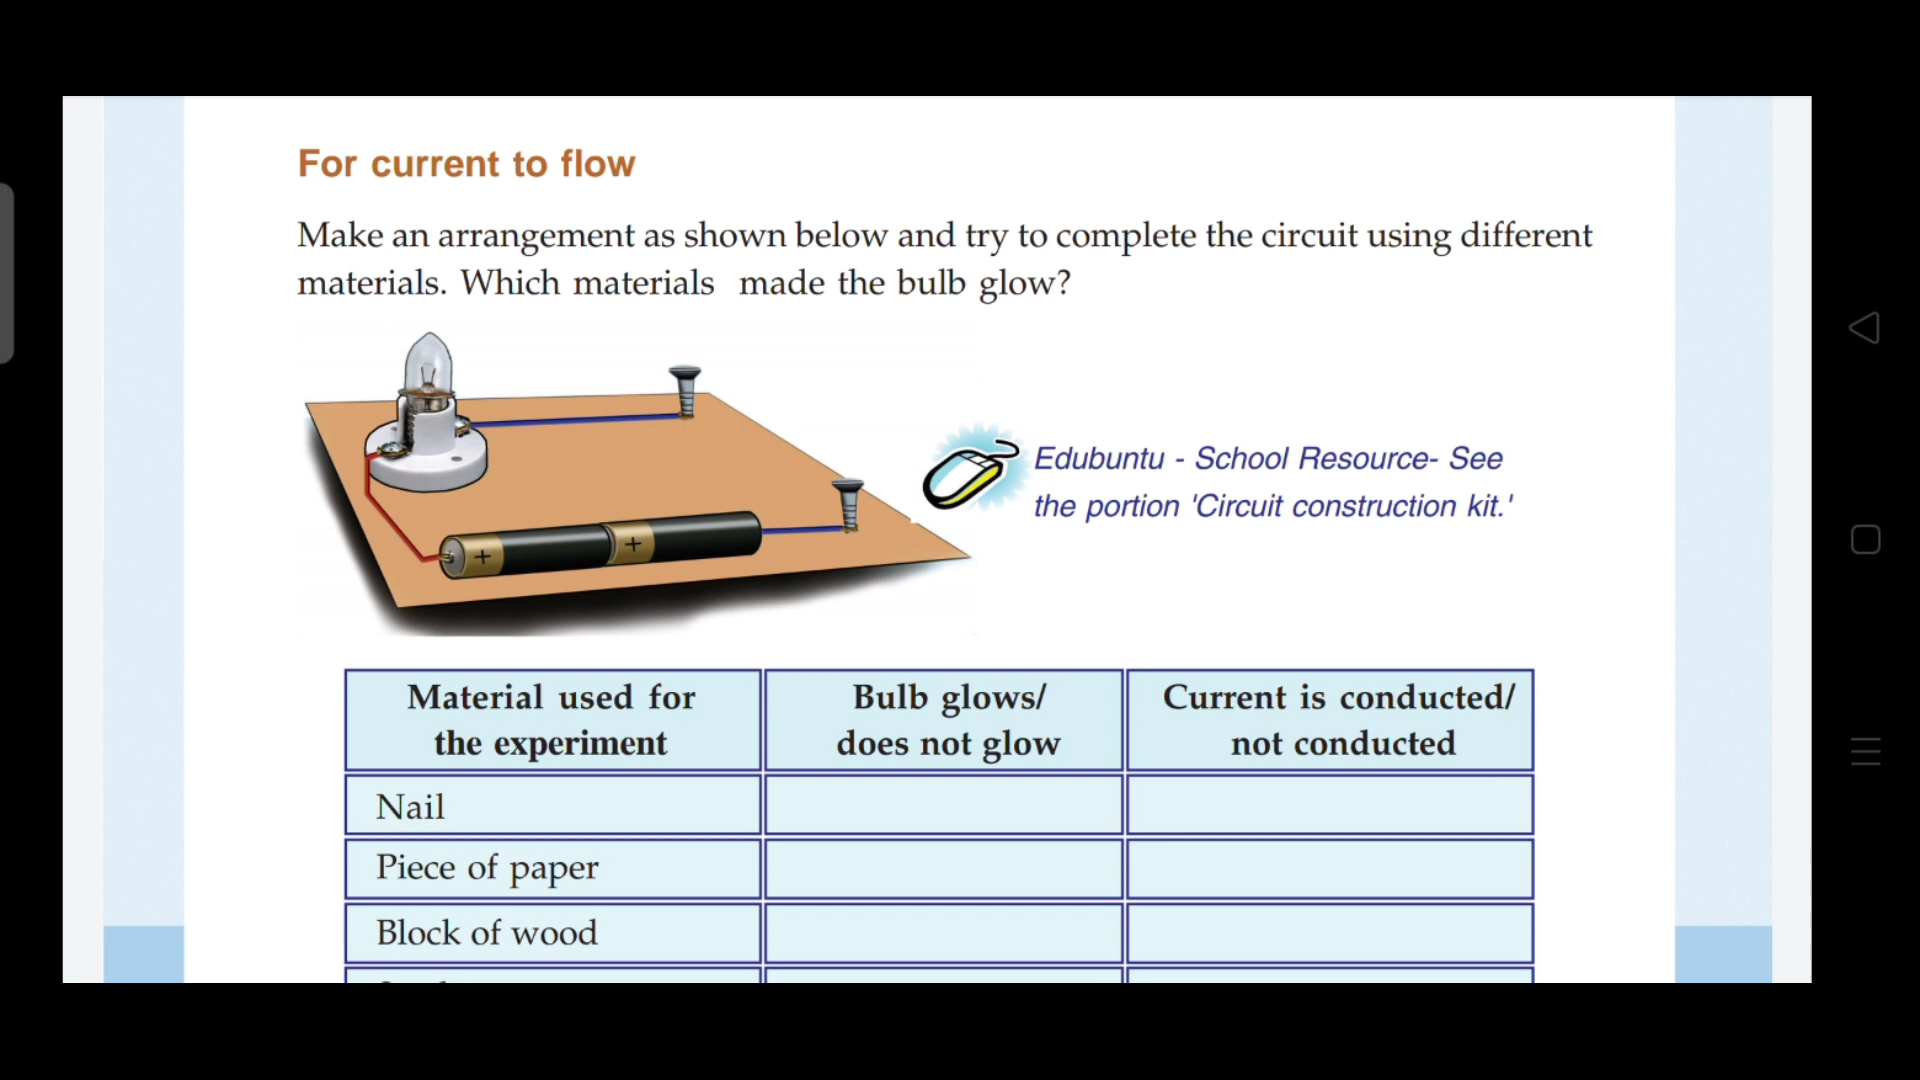 For current to flow
Make an arrangement as shown below and try to complete the circuit using different
materials. Which materials made the bulb glow?
Edubuntu - School Resource- See
the portion 'Circuit construction kit.'
+
+
Material used for
the experiment
Bulb glows/
does not glow
Current is conducted/
not conducted
Nail
Piece of paper
Block of wood